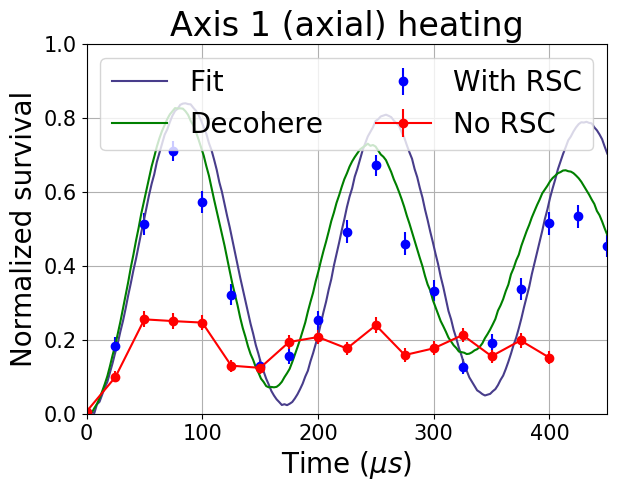 Axis 1 (axial) heating
Normalized survival
1.0
0.8
0.6
0.4
0.2
0.0
Fit
Decohere
With RSC
No RSC
0 100 200 300 400
Time (μs)